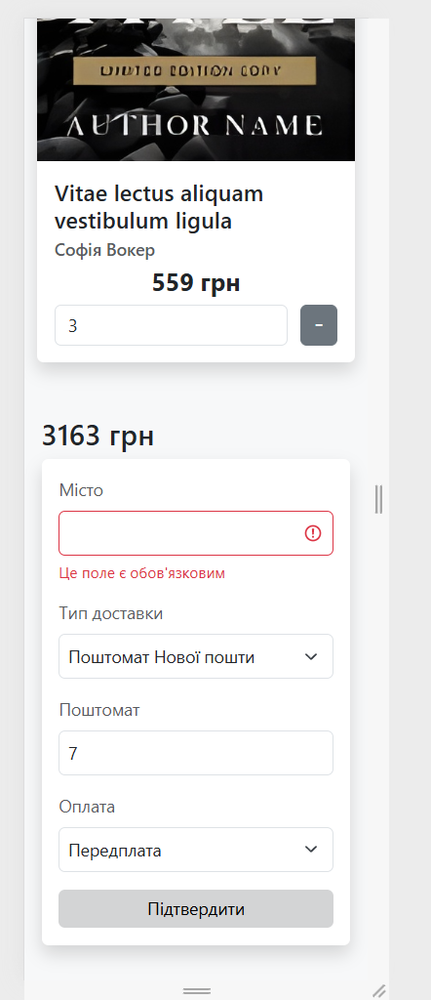 LIMITED EDITION COPY
AUTHOR NAME
Vitae lectus aliquam
vestibulum ligula
Софія Вокер
559 грн
3
-
3163 грн
Місто
Це поле є обов'язковим
Тип доставки
Поштомат Нової пошти
Поштомат
7
Оплата
Передплата
Підтвердити